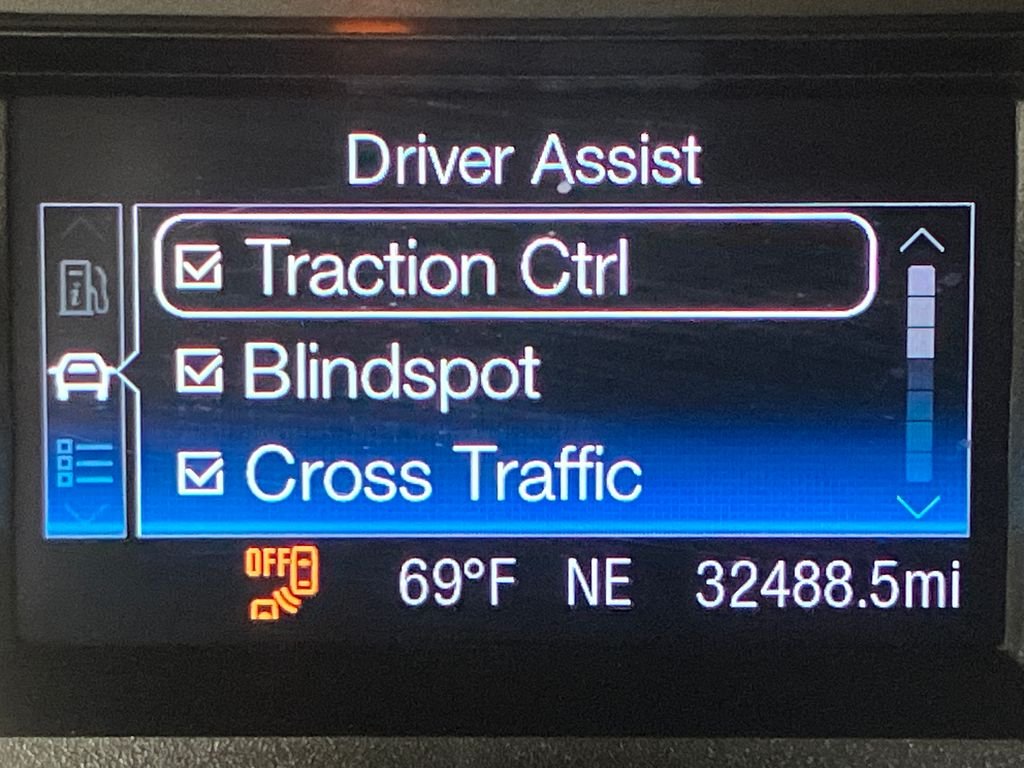 Driver Assist
Traction Ctrl
Blindspot
Cross Traffic
OFF 69°F NE 32488.5mi